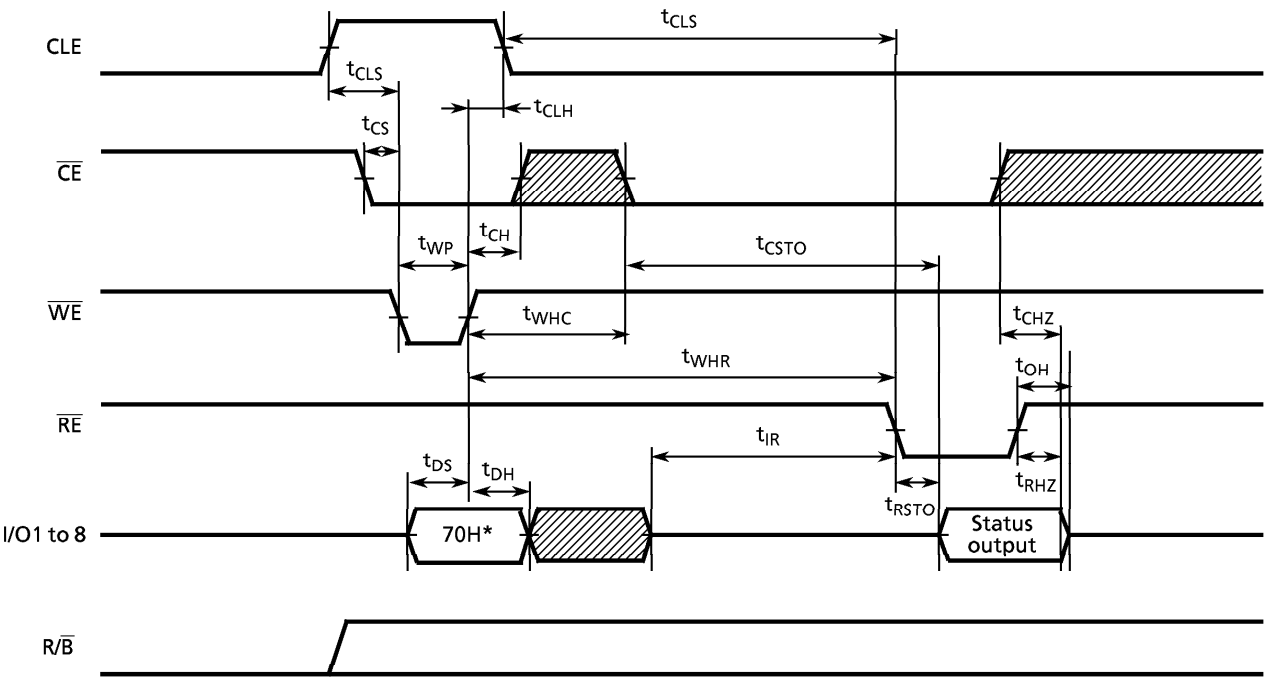 tCLS
CLE
tCLS
tCLH
tCS
CE
tCH
tWP
tCSTO
WE
tWHC
tCHZ
tWHR
tOH
RE
tIR
tDS
tDH
tRHZ
tRSTO
I/O1 to 8
70H*
Status
output
R/B